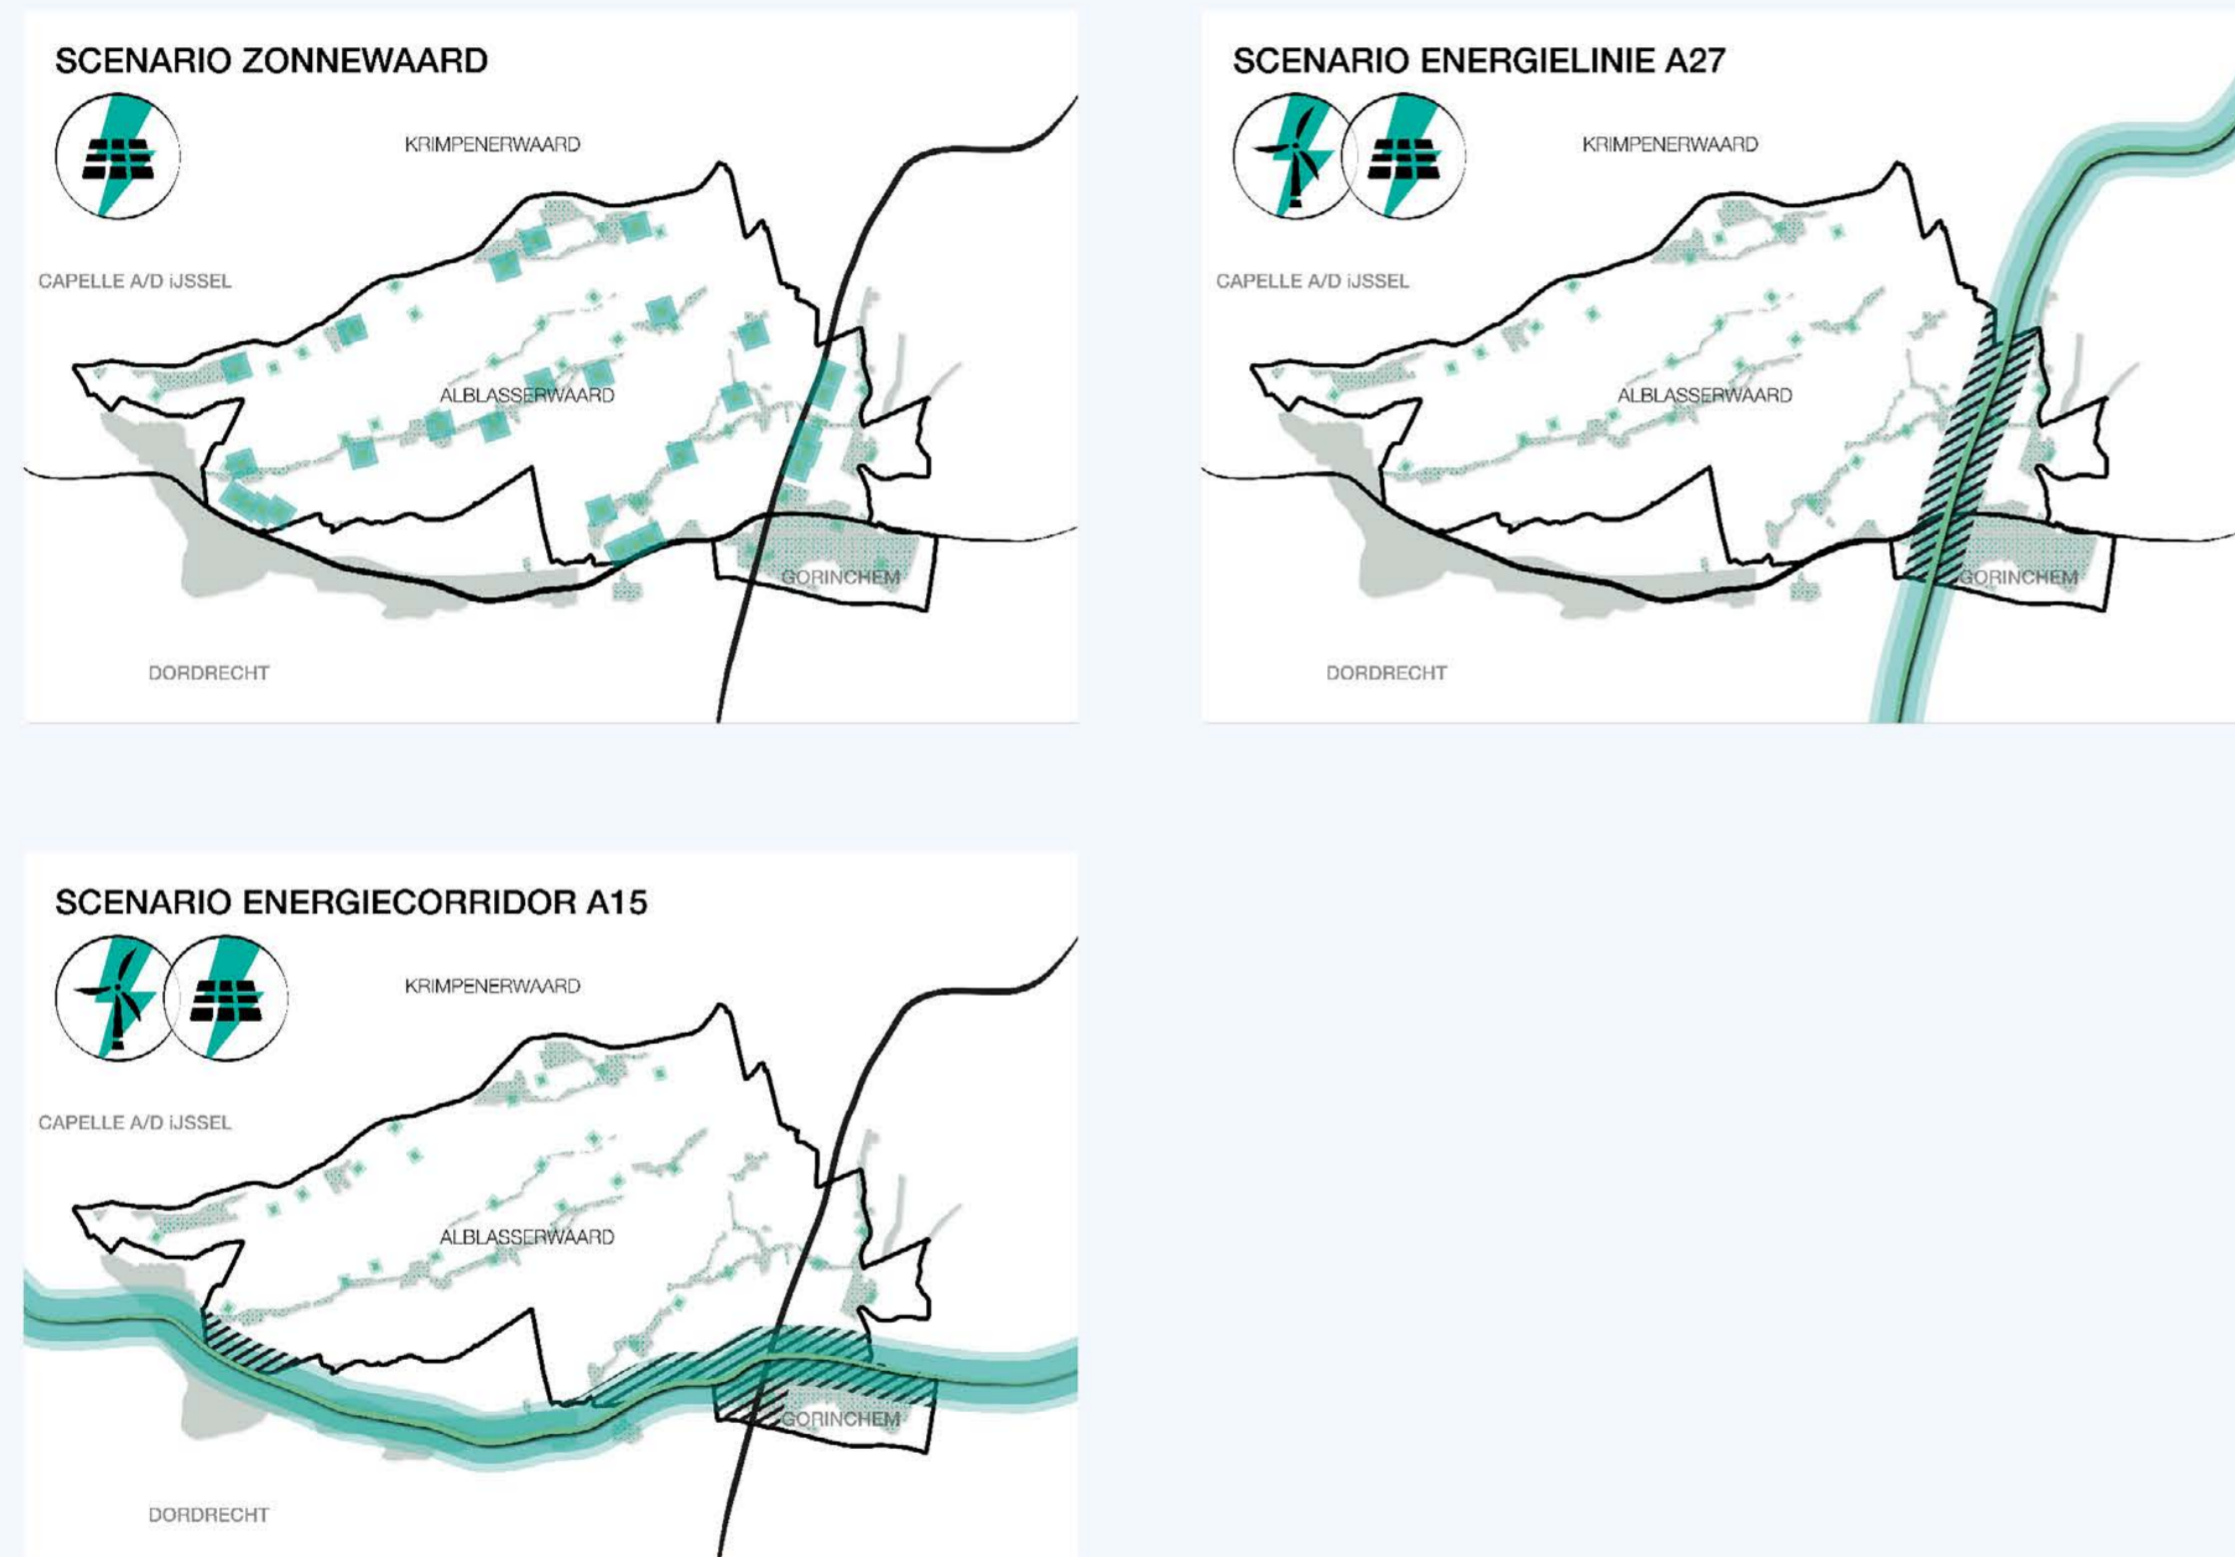 SCENARIO ZONNEWAARD
KRIMPENERWAARD
CAPELLE A/D iJSSEL
ALBLASSERWAARD
GORINCHEM
DORDRECHT
SCENARIO ENERGIELINIE A27
KRIMPENERWAARD
CAPELLE A/D iJSSEL
ALBLASSERWAARD
GORINCHEM
DORDRECHT
SCENARIO ENERGIECORRIDOR A15
KRIMPENERWAARD
CAPELLE A/D iJSSEL
ALBLASSERWAARD
GORINCHEM
DORDRECHT